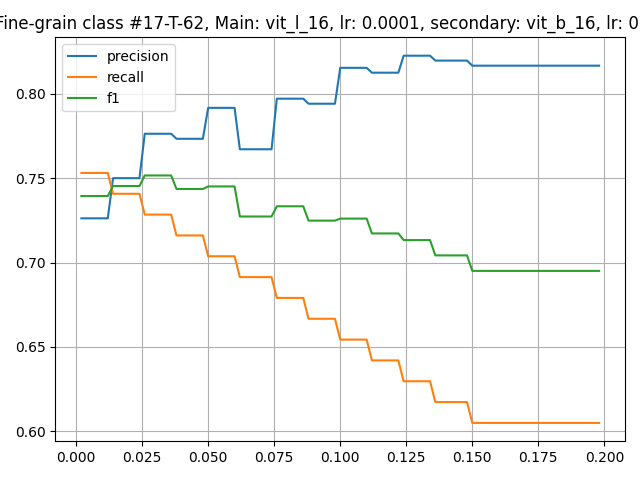 Fine-grain class #17-T-62, Main: vit_l_16, lr: 0.0001, secondary: vit_b_16, lr: 0
precision
recall
f1
0.80
0.75
0.70
0.65
0.60
0.000 0.025 0.050 0.075 0.100 0.125 0.150 0.175 0.200